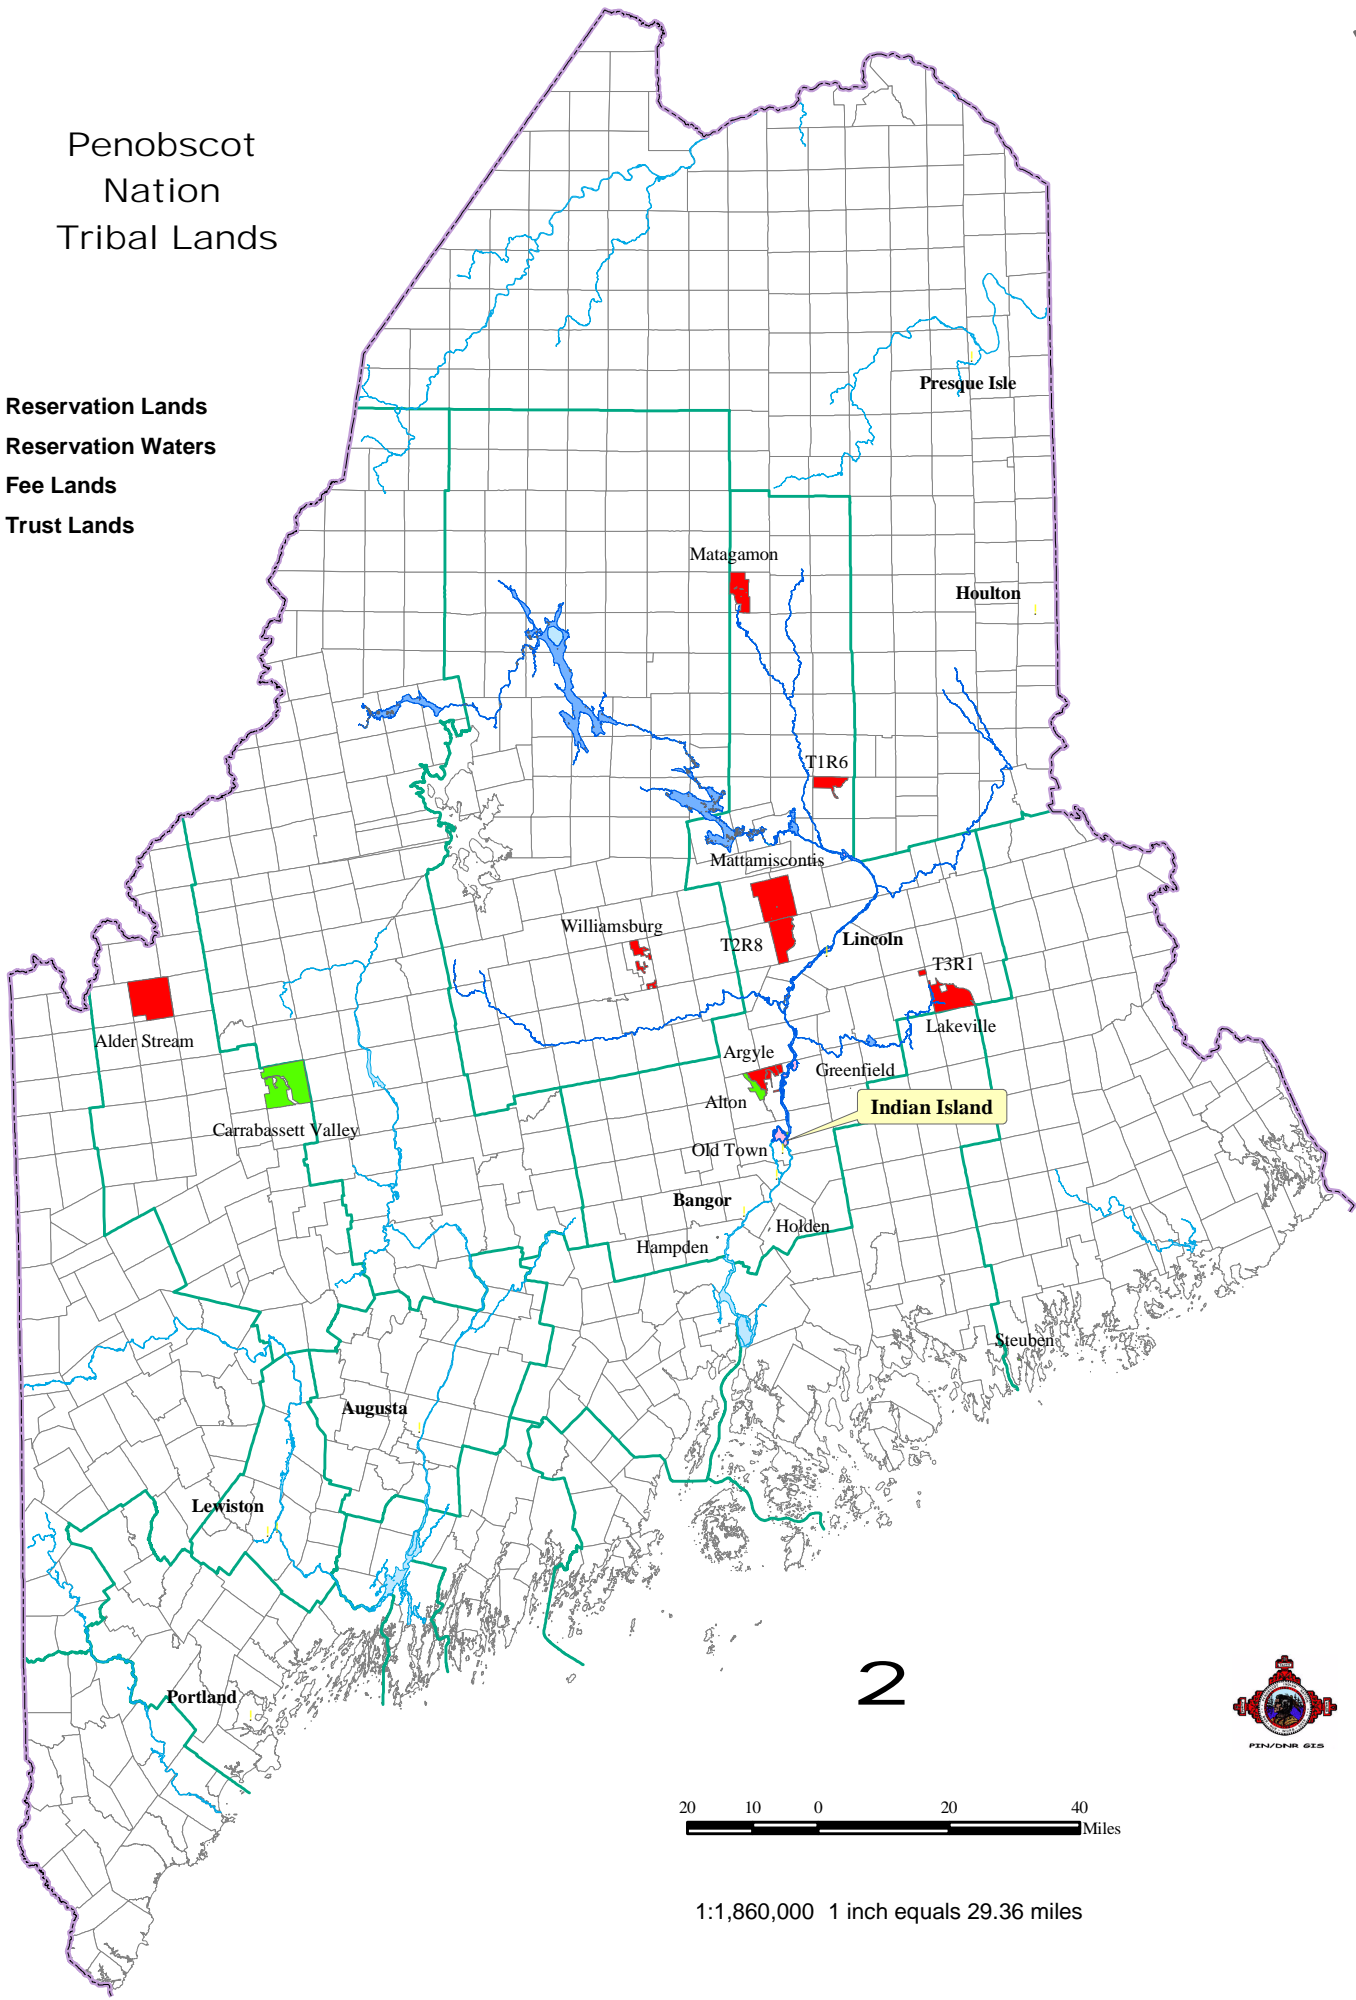 Penobscot
Nation
Tribal Lands
Reservation Lands
Reservation Waters
Fee Lands
Trust Lands
Presque Isle
Matagamon
Houlton
T1R6
Mattamiscontis
Williamsburg
T2R8
Lincoln
T3R1
Alder Stream
Lakeville
Argyle
Greenfield
Alton
Indian Island
Carrabassett Valley
Old Town
Bangor
Holden
Hampden
Steuben
Augusta
Lewiston
Portland
2
PIN/DNR GIS
20 10 0 20 40
Miles
1:1,860,000 1 inch equals 29.36 miles